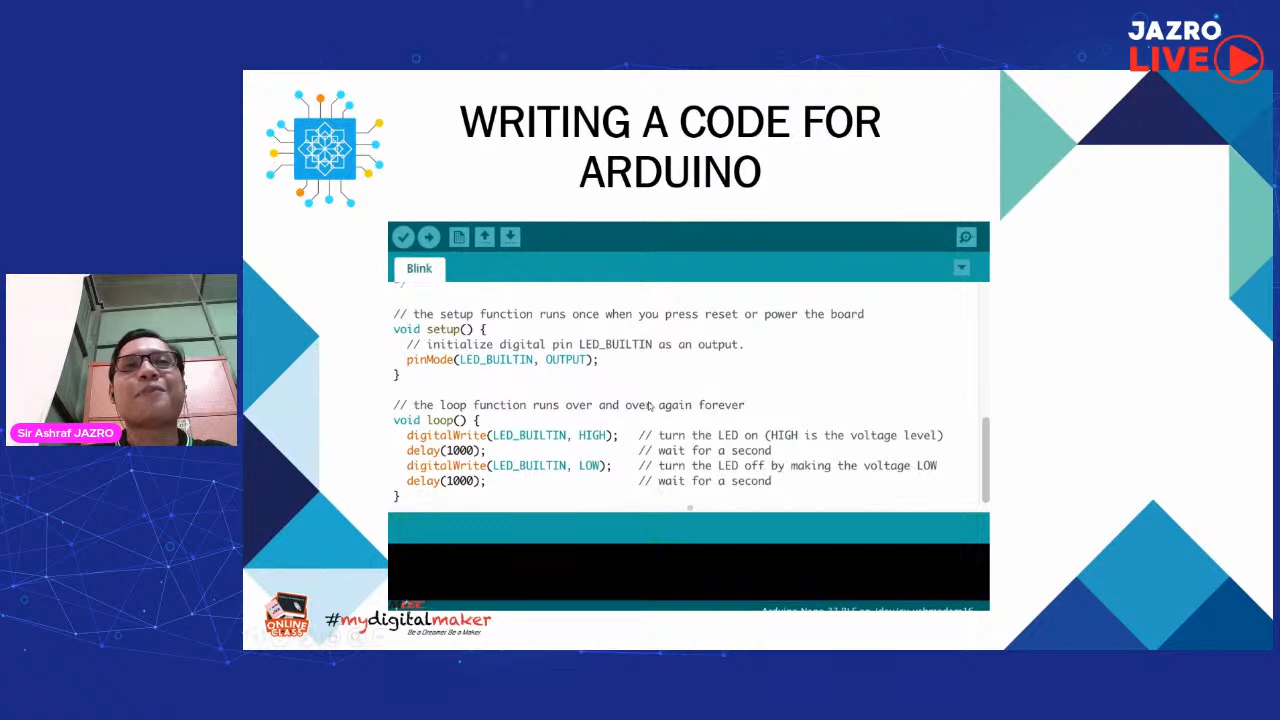 JAZRO
LIVE
WRITING A CODE FOR
ARDUINO
Blink
*/
// the setup function runs once when you press reset or power the board
void setup() {
// initialize digital pin LED_BUILTIN as an output.
pinMode(LED_BUILTIN, OUTPUT);
}
// the loop function runs over and over again forever
void loop() {
digitalWrite(LED_BUILTIN, HIGH); // turn the LED on (HIGH is the voltage level)
delay(1000); // wait for a second
digitalWrite(LED_BUILTIN, LOW); // turn the LED off by making the voltage LOW
delay(1000); // wait for a second
}
Sir Ashraf JAZRO
ONLINE
CLASS
#mydigitalmaker
Be a Dreamer. Be a Maker